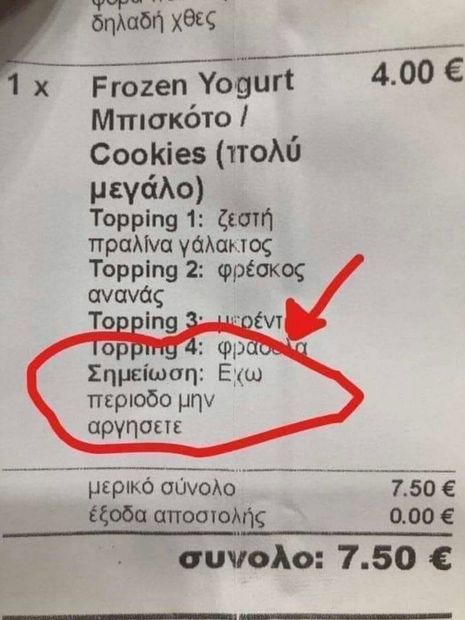 δηλαδή χθες
1 x Frozen Yogurt 4.00 €
Μπισκότο /
Cookies (πολύ
μεγάλο)
Topping 1: ζεστή
πραλίνα γάλακτος
Topping 2: φρέσκος
ανανάς
Topping 3: μερέντ
Topping 4: φράουλα
Σημείωση: Εχω
περιοδο μην
αργησετε
μερικό σύνολο 7.50 €
έξοδα αποστολής 0.00 €
συνολο: 7.50 €